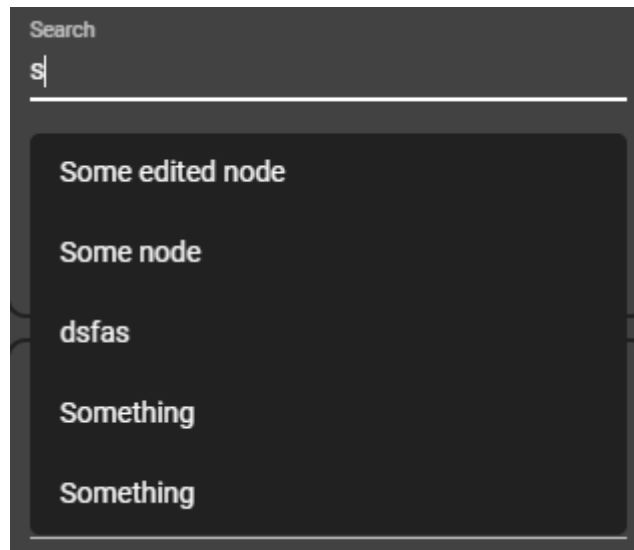 Search
s
Some edited node
Some node
dsfas
Something
Something